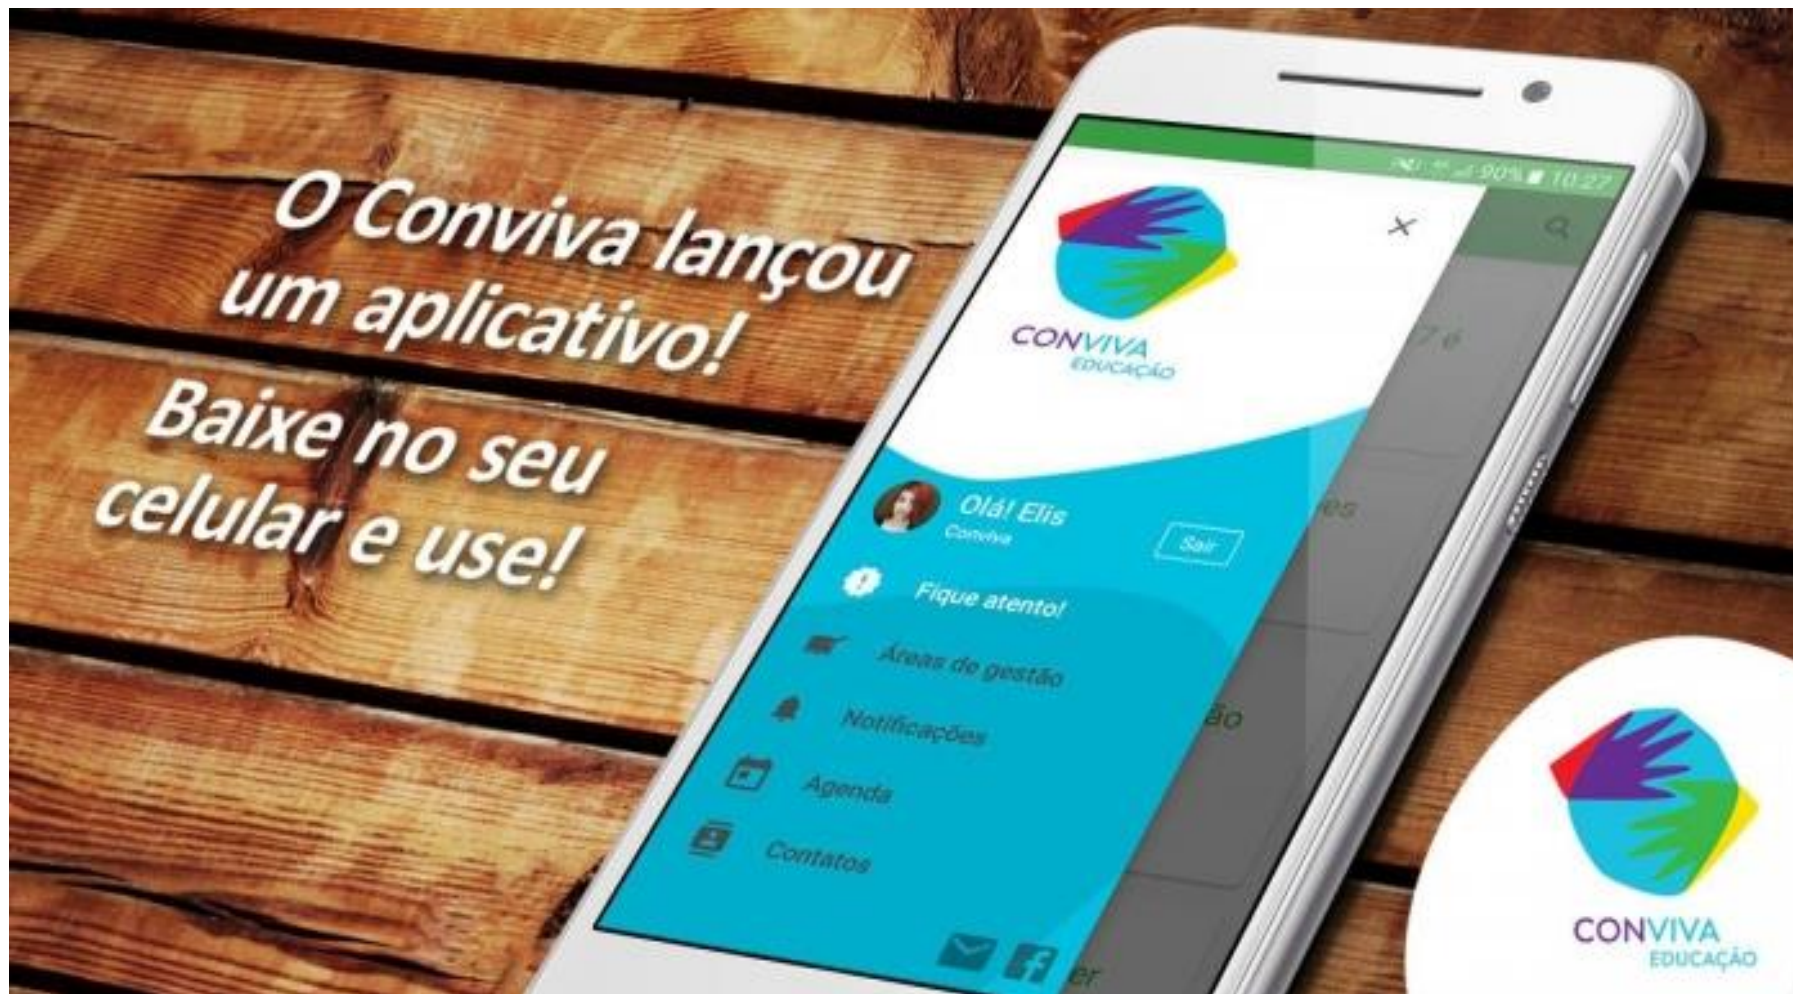 O Conviva lançou
um aplicativo!
Baixe no seu
celular e use!
90% 10:27
CONVIVA
EDUCAÇÃO
Olá! Elis
Conviva
Sair
Fique atento!
Áreas de gestão
Notificações
Agenda
Contatos
CONVIVA
EDUCAÇÃO